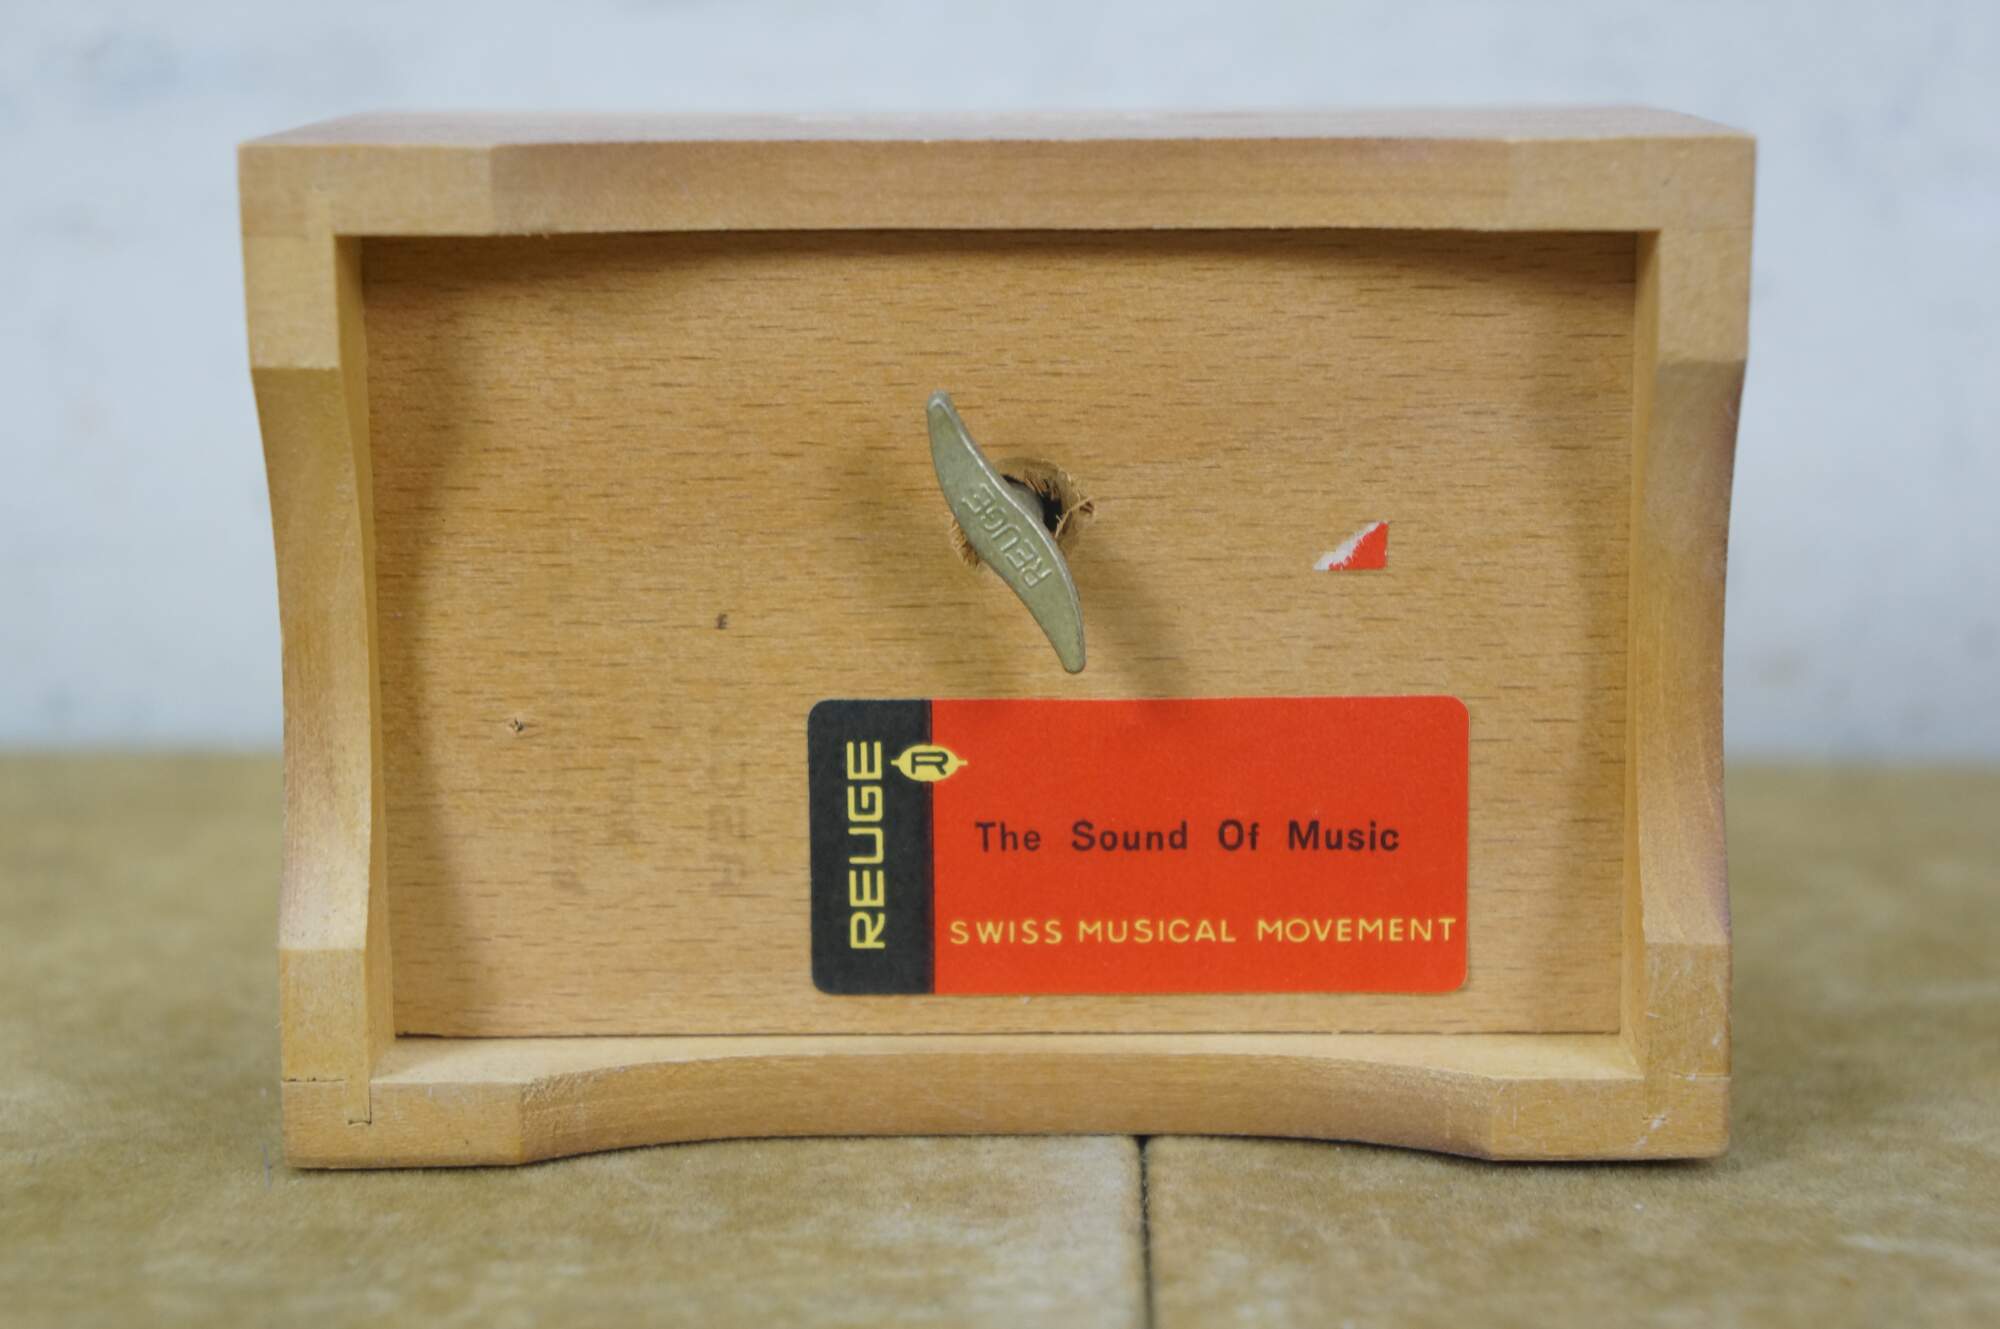 REUGE
REUGE
R
The Sound Of Music
SWISS MUSICAL MOVEMENT